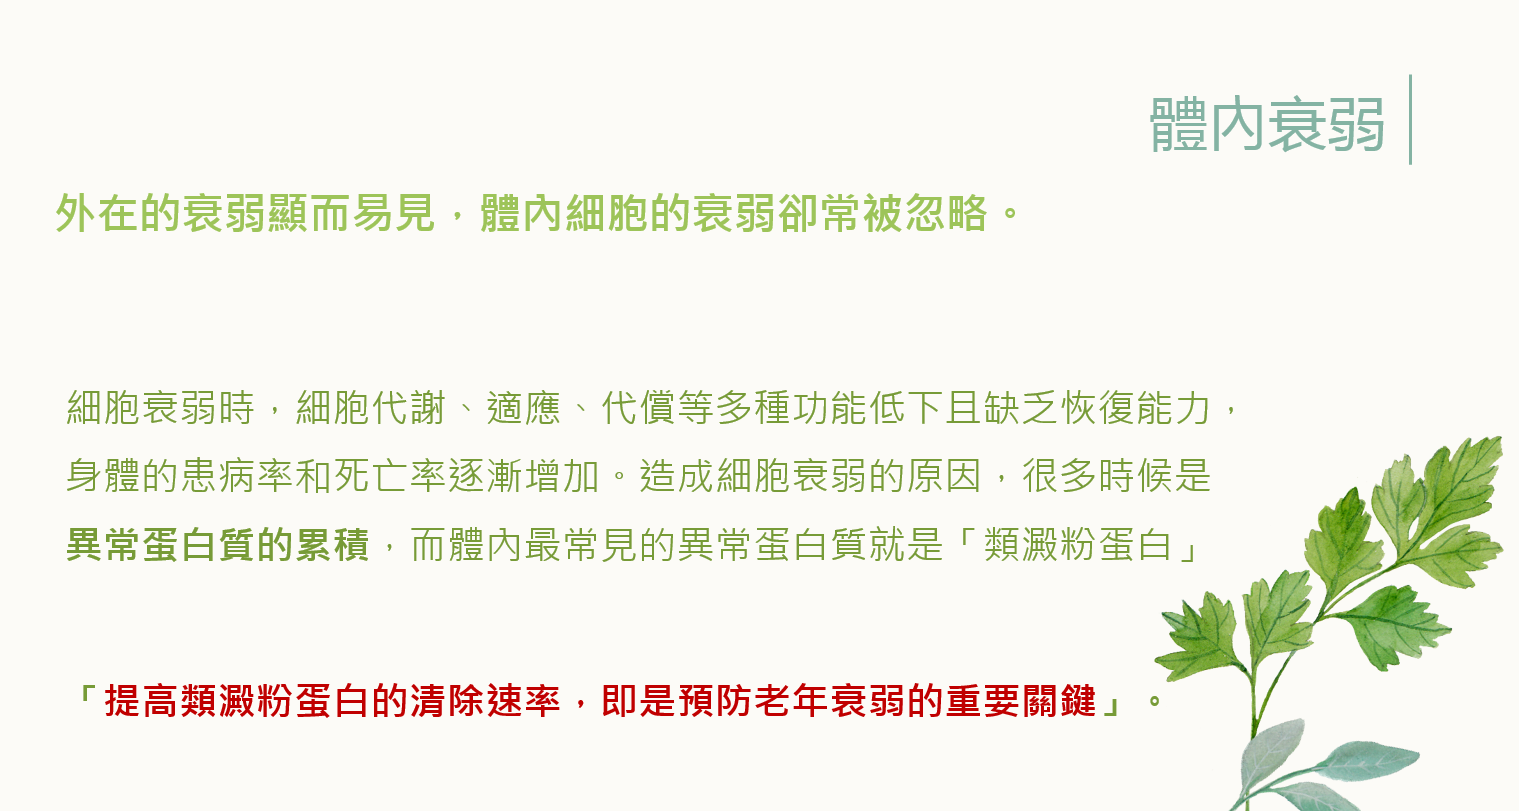 體內衰弱
外在的衰弱顯而易見，體內細胞的衰弱卻常被忽略。
細胞衰弱時，細胞代謝、適應、代償等多種功能低下且缺乏恢復能力，
身體的患病率和死亡率逐漸增加。造成細胞衰弱的原因，很多時候是
異常蛋白質的累積，而體內最常見的異常蛋白質就是「類澱粉蛋白」
「提高類澱粉蛋白的清除速率，即是預防老年衰弱的重要關鍵」。